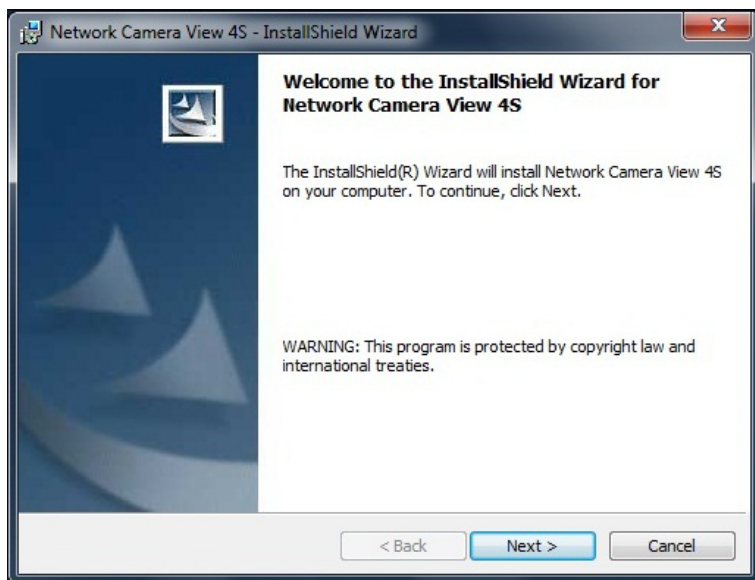 Network Camera View 4S - InstallShield Wizard
Welcome to the InstallShield Wizard for
Network Camera View 4S
The InstallShield(R) Wizard will install Network Camera View 4S
on your computer. To continue, click Next.
WARNING: This program is protected by copyright law and
international treaties.
< Back Next > Cancel